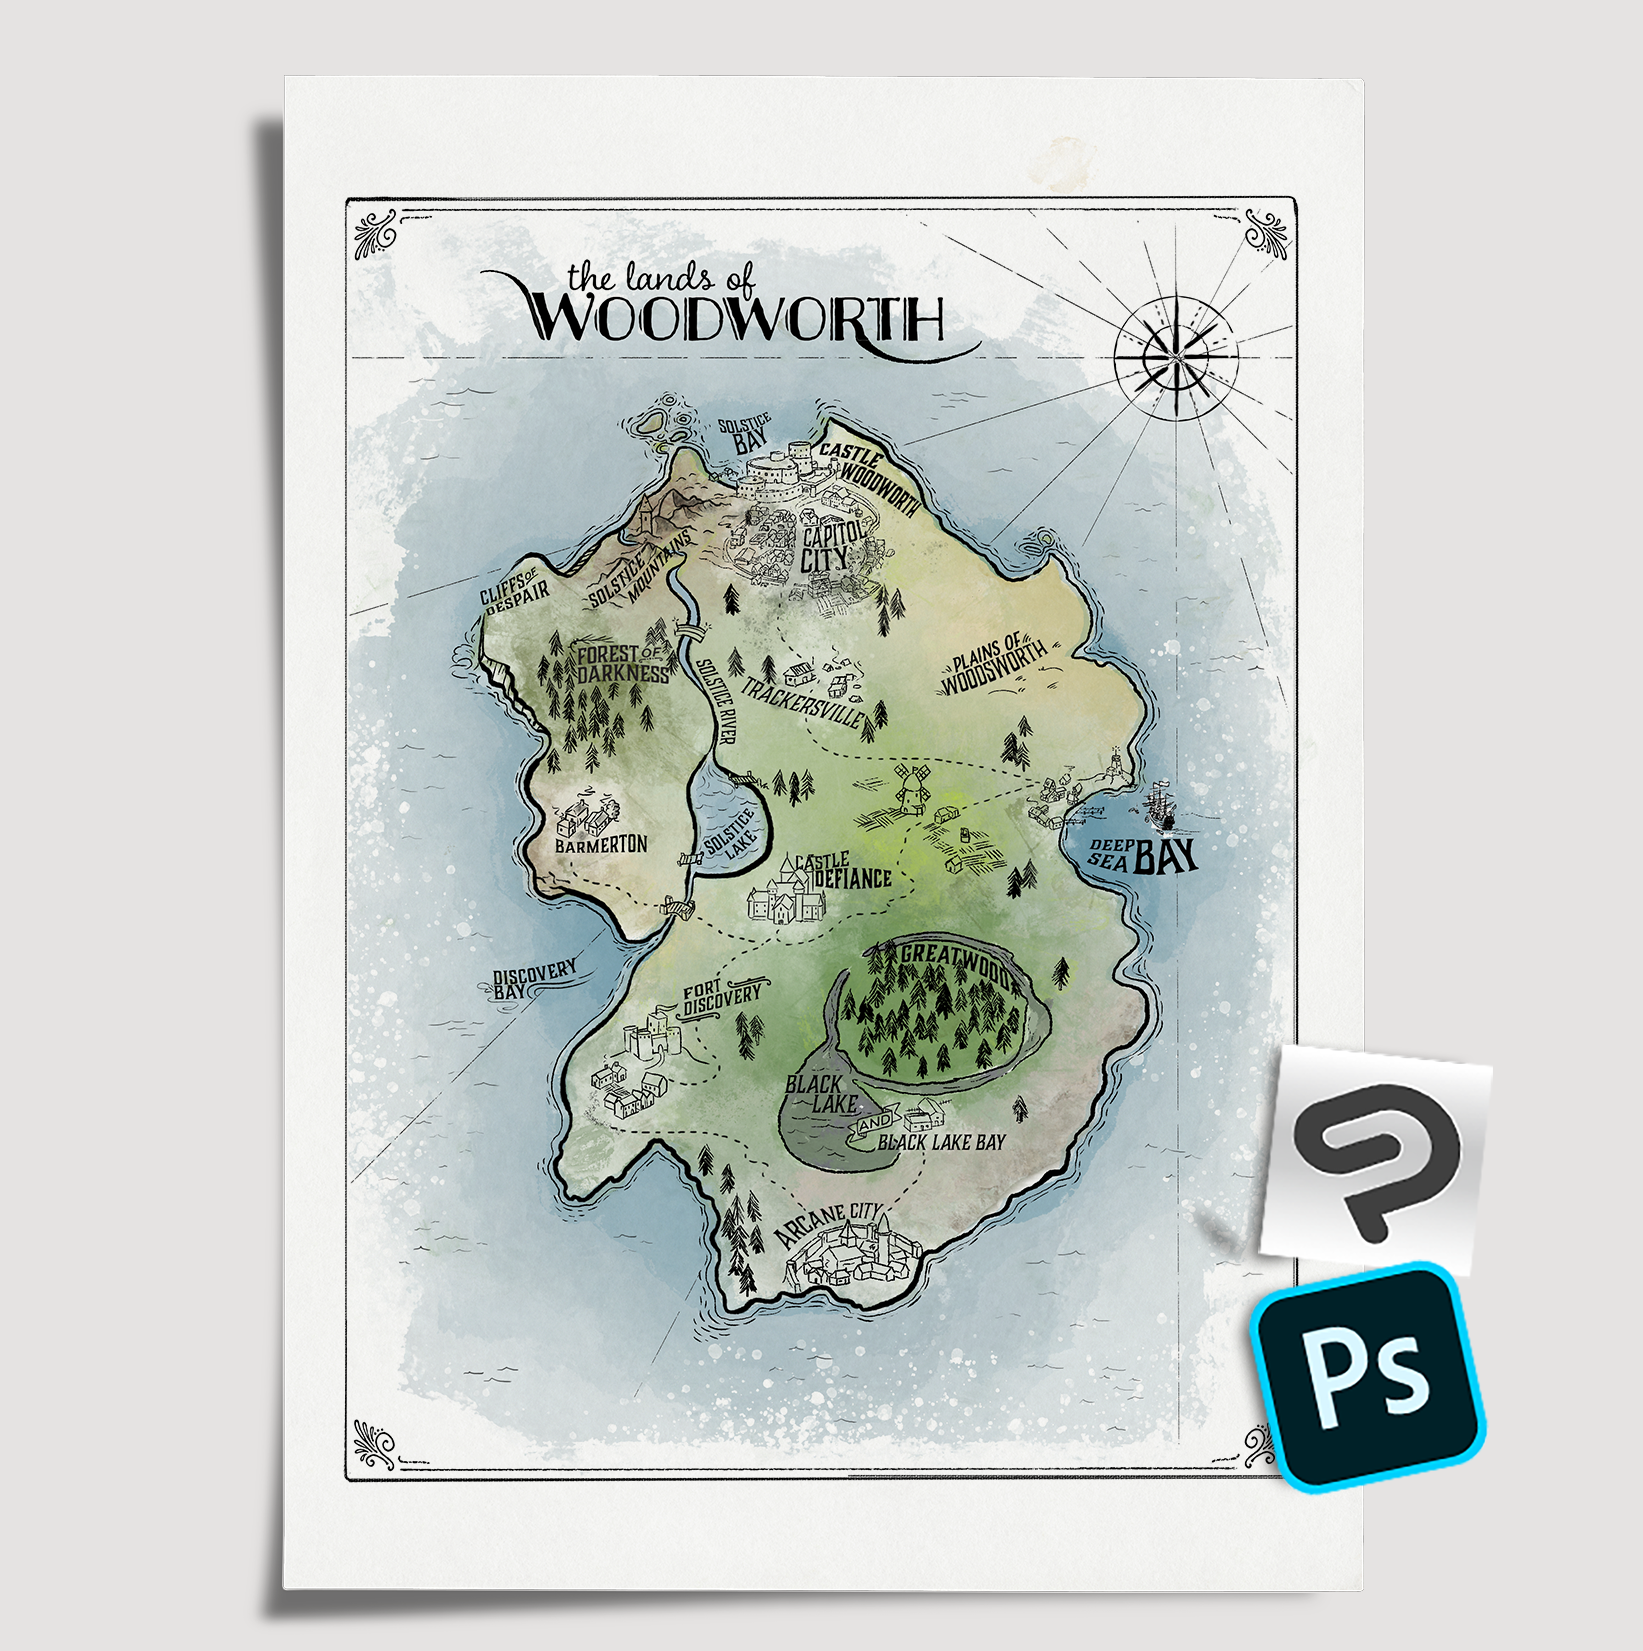 the lands of
WOODWORTH
SOLSTICE
BAY
CASTLE
WOODWORTH
CAPITOL
CITY
SOLSTICE
MOUNTAINS
CLIFFS OF
DESPAIR
FOREST OF
DARKNESS
PLAINS OF
WOODSWORTH
SOLSTICE RIVER
TRACKERSVILLE
SOLSTICE
LAKE
BARMERTON
DEEP
SEA BAY
CASTLE
DEFIANCE
GREATWOOD
DISCOVERY
BAY
FORT
DISCOVERY
BLACK
LAKE
AND
BLACK LAKE BAY
ARCANE CITY
Ps